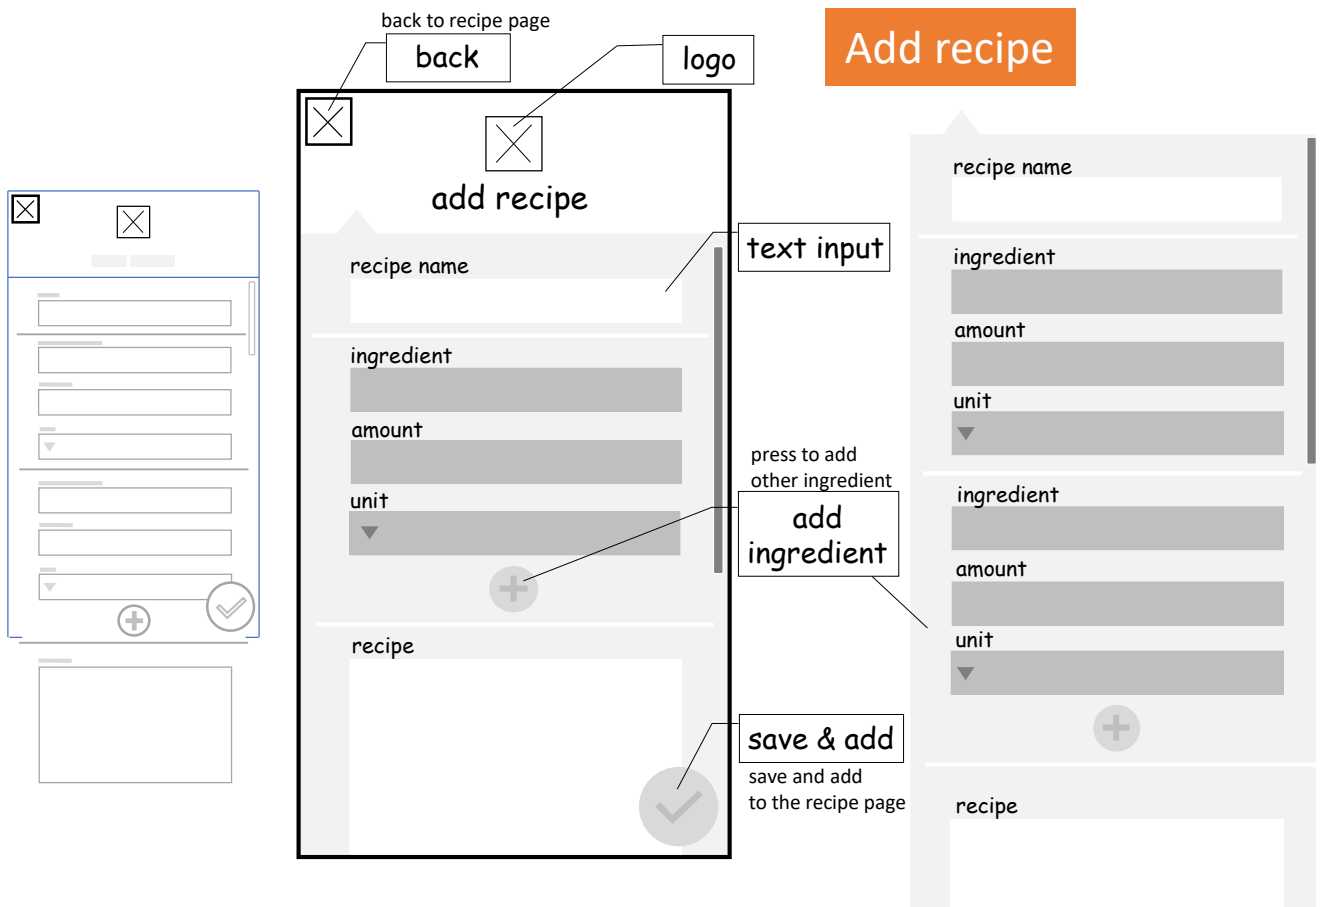 back to recipe page
back
logo
Add recipe
add recipe
recipe name
text input
ingredient
amount
unit
press to add
other ingredient
add
ingredient
recipe
save & add
save and add
to the recipe page
recipe name
ingredient
amount
unit
ingredient
amount
unit
recipe